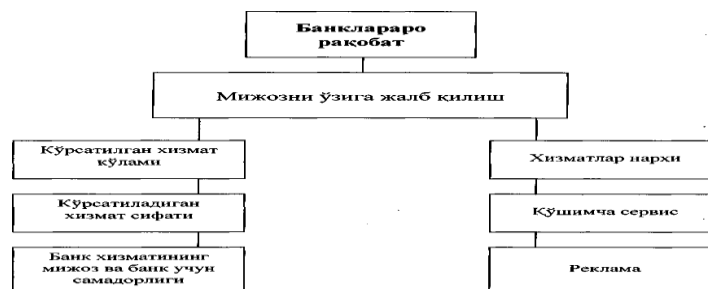 Банклараро
рақобат
Мижозни ўзига жалб қилиш
Кўрсатилган хизмат
кўлами
Кўрсатиладиган
хизмат сифати
Банк хизматининг
мижоз ва банк учун
самадорлиги
Хизматлар нархи
Қўшимча сервис
Реклама